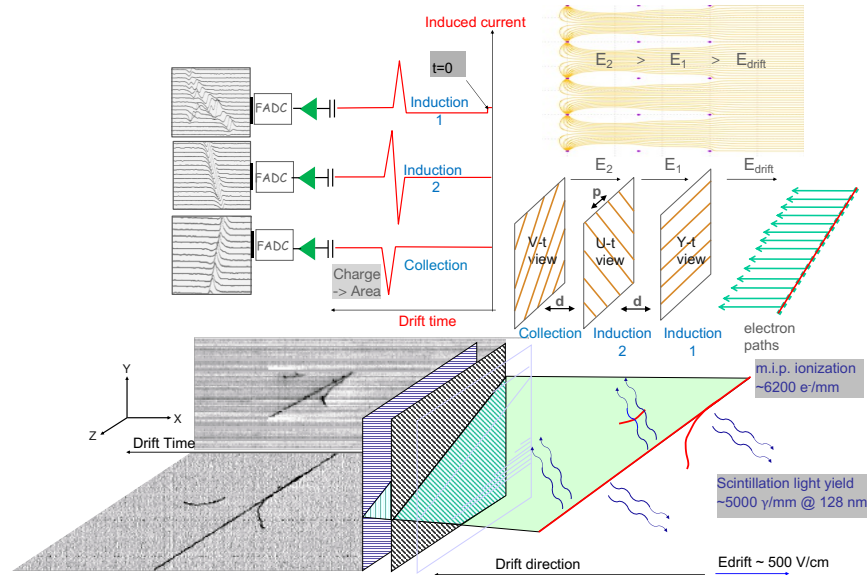 Induced current
t=0
E2 > E1 > Edrift
FADC
Induction
1
FADC
Induction
2
FADC
Collection
Charge
-> Area
Drift time
E2
E1
Edrift
p
V-t
view
U-t
view
Y-t
view
d
d
Collection
Induction
2
Induction
1
electron
paths
m.i.p. ionization
~6200 e-/mm
Y
X
Z
Drift Time
Scintillation light yield
~5000 γ/mm @ 128 nm
Drift direction
Edrift ~ 500 V/cm